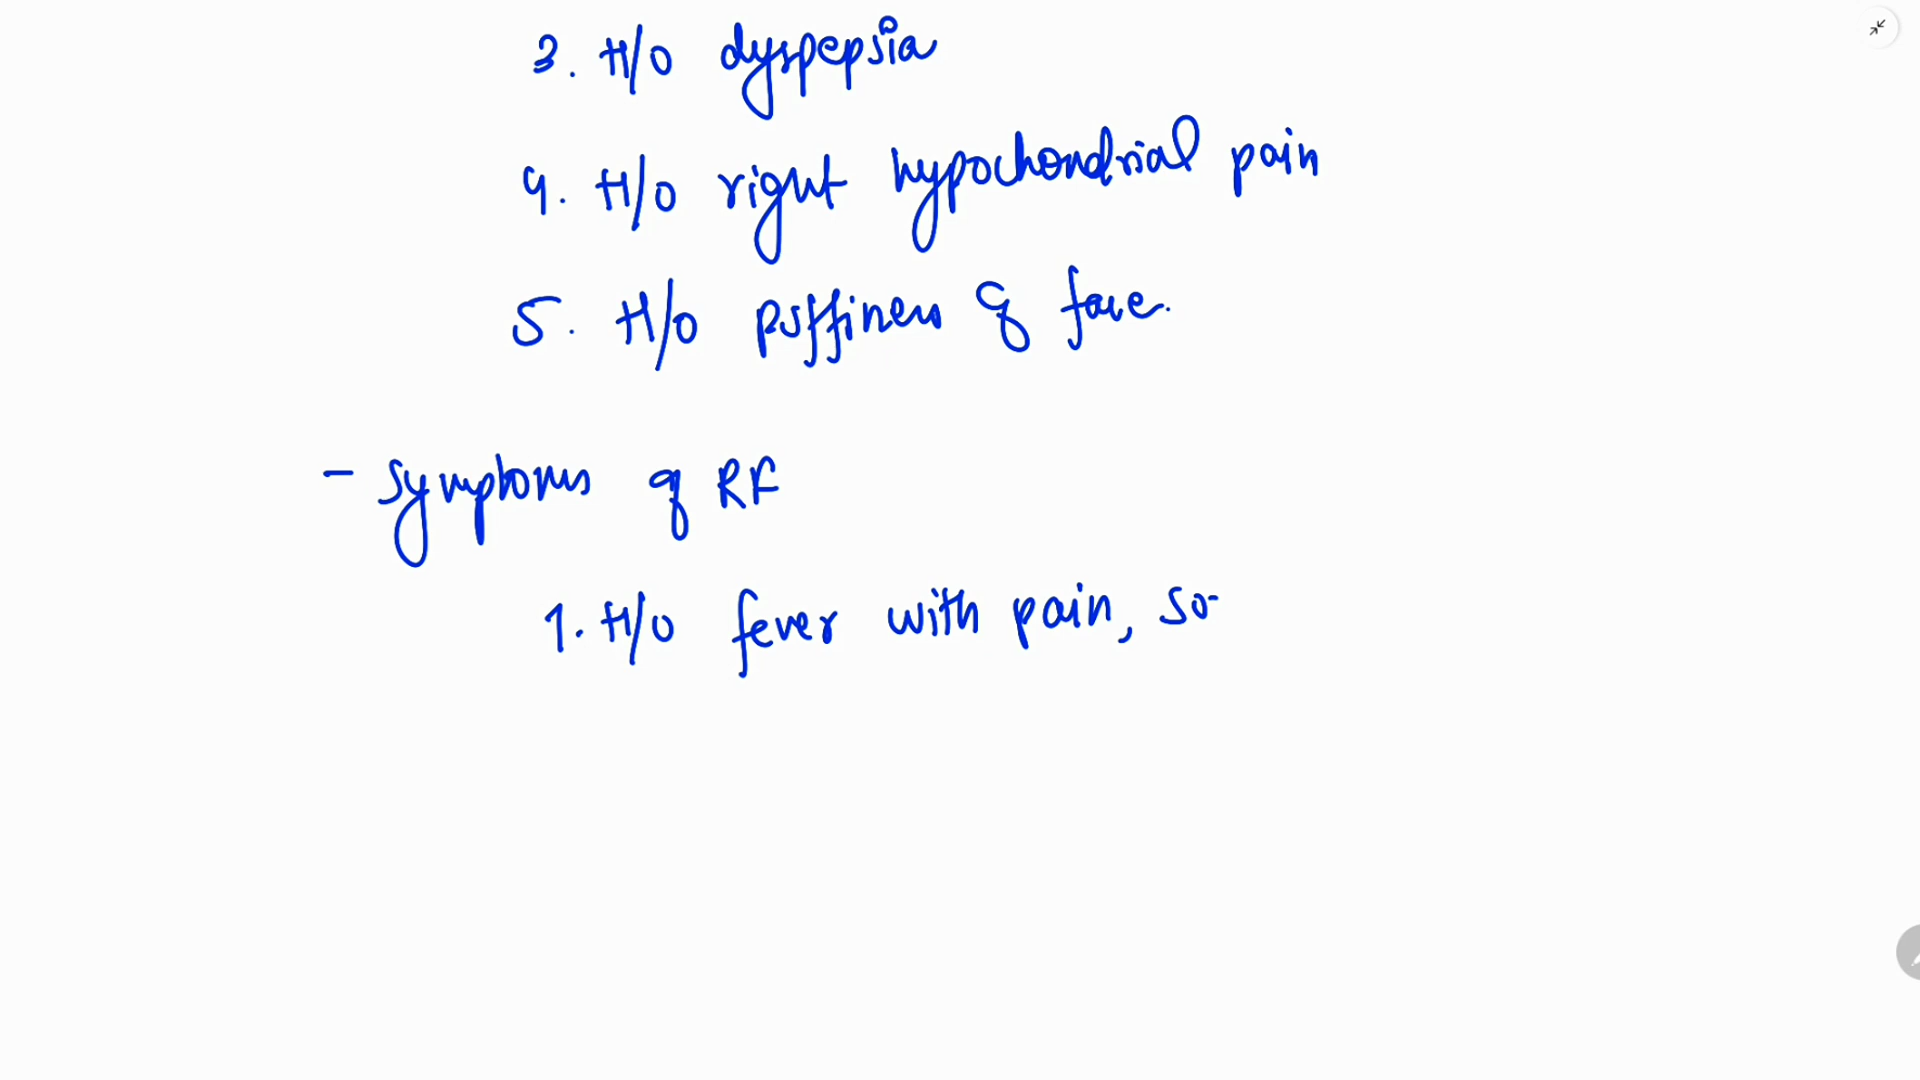 3. H/O dyspepsia
4. H/O right hypochondrial pain
5. H/O puffiness of face.
- Symptoms of RF
1. H/O fever with pain, so